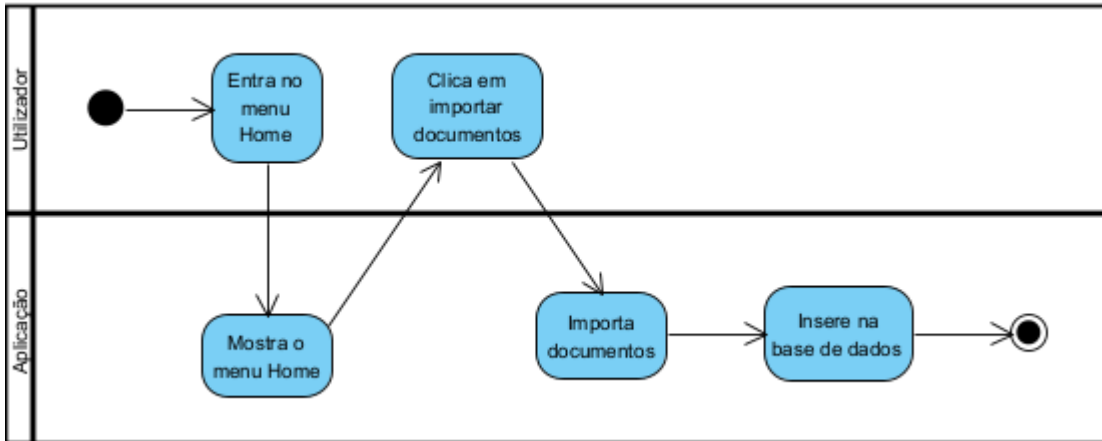 Utilizador
Entra no
menu
Home
Clica em
importar
documentos
Aplicação
Mostra o
menu Home
Importa
documentos
Insere na
base de dados